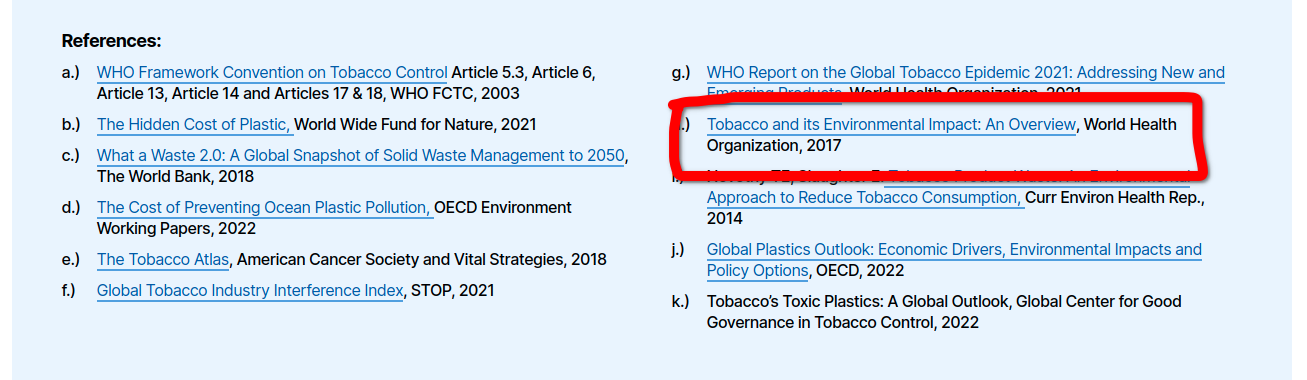 References:
a.) WHO Framework Convention on Tobacco Control Article 5.3, Article 6,
Article 13, Article 14 and Articles 17 & 18, WHO FCTC, 2003
b.) The Hidden Cost of Plastic, World Wide Fund for Nature, 2021
c.) What a Waste 2.0: A Global Snapshot of Solid Waste Management to 2050,
The World Bank, 2018
d.) The Cost of Preventing Ocean Plastic Pollution, OECD Environment
Working Papers, 2022
e.) The Tobacco Atlas, American Cancer Society and Vital Strategies, 2018
f.) Global Tobacco Industry Interference Index, STOP, 2021
g.) WHO Report on the Global Tobacco Epidemic 2021: Addressing New and
Emerging Products, World Health Organization, 2021
.) Tobacco and its Environmental Impact: An Overview, World Health
Organization, 2017
Approach to Reduce Tobacco Consumption, Curr Environ Health Rep.,
2014
j.) Global Plastics Outlook: Economic Drivers, Environmental Impacts and
Policy Options, OECD, 2022
k.) Tobacco's Toxic Plastics: A Global Outlook, Global Center for Good
Governance in Tobacco Control, 2022